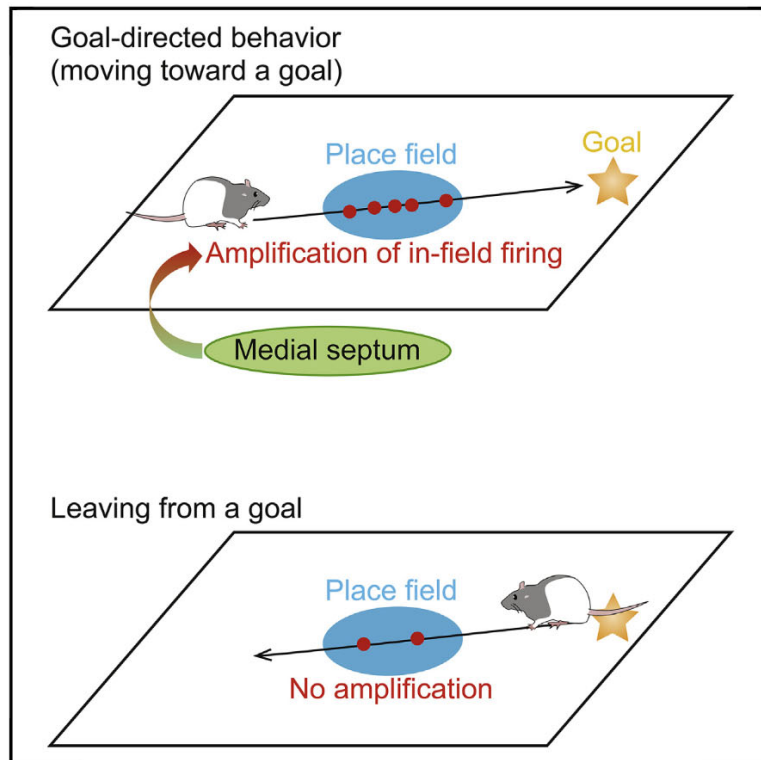 Goal-directed behavior
(moving toward a goal)
Place field
Goal
Amplification of in-field firing
Medial septum
Leaving from a goal
Place field
No amplification